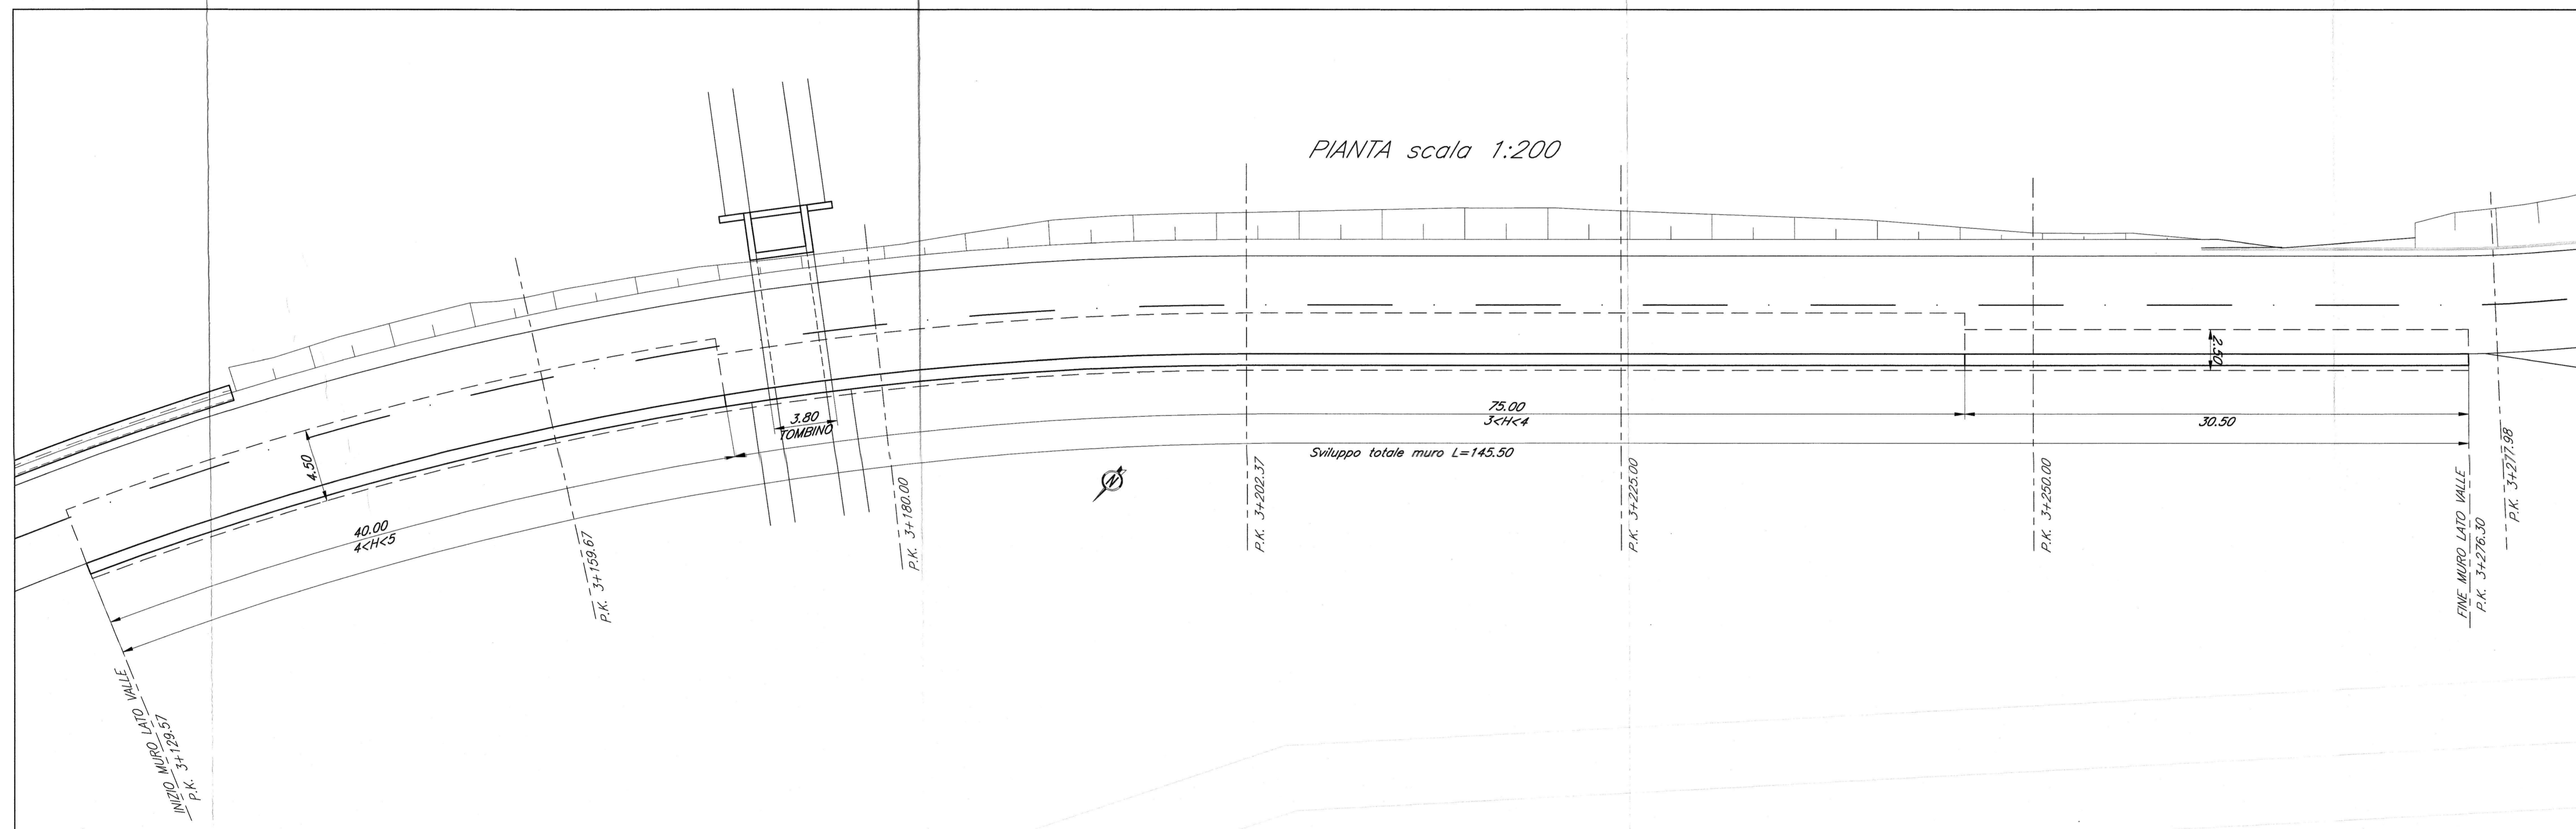 PIANTA scala 1:200
4.50
3.80
TOMBINO
2.50
75.00
3<H<4
30.50
Sviluppo totale muro L=145.50
N
40.00
4<H<5
P.K. 3+159.67
P.K. 3+180.00
P.K. 3+202.37
P.K. 3+225.00
P.K. 3+250.00
FINE MURO LATO VALLE
P.K. 3+276.30
P.K. 3+277.98
INIZIO MURO LATO VALLE
P.K. 3+129.57